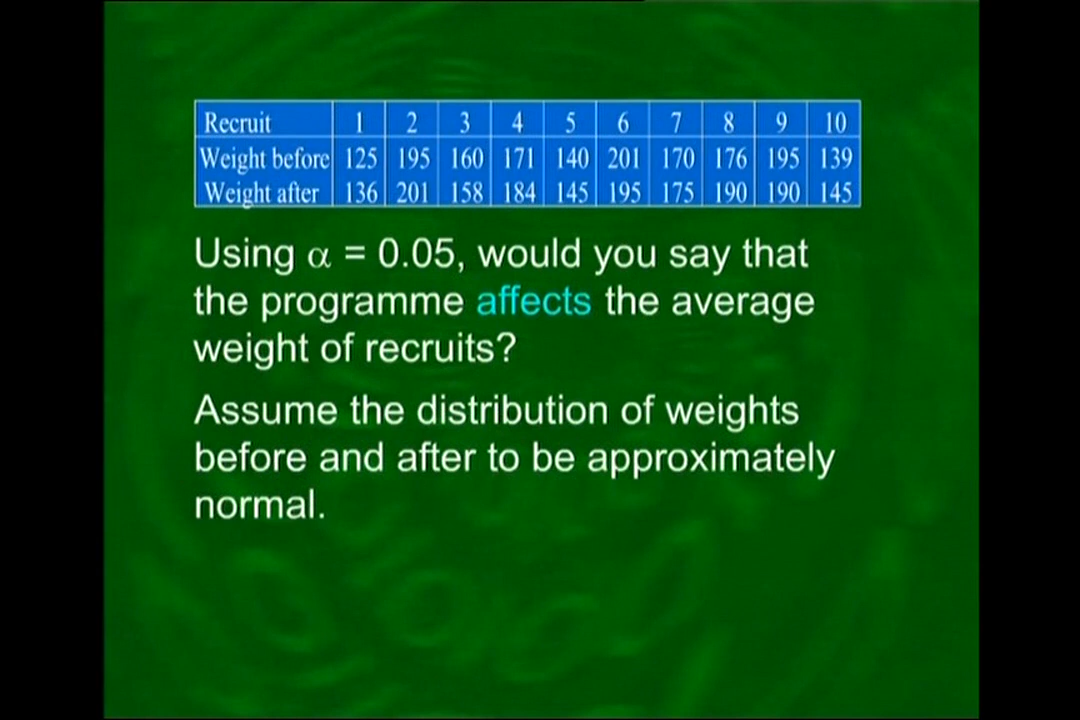 Recruit 1 2 3 4 5 6 7 8 9 10
Weight before 125 195 160 171 140 201 170 176 195 139
Weight after 136 201 158 184 145 195 175 190 190 145
Using α = 0.05, would you say that
the programme affects the average
weight of recruits?
Assume the distribution of weights
before and after to be approximately
normal.